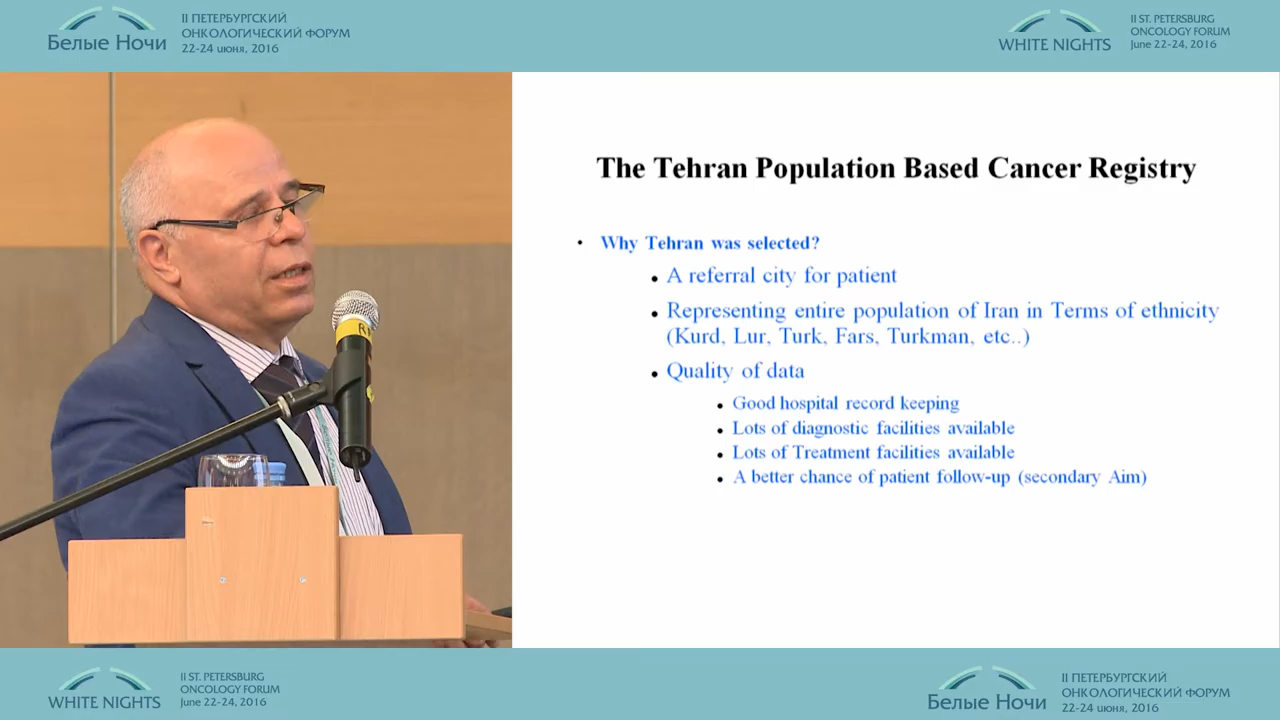 Белые Ночи
II ПЕТЕРБУРГСКИЙ
ОНКОЛОГИЧЕСКИЙ ФОРУМ
22-24 июня, 2016
WHITE NIGHTS
II ST. PETERSBURG
ONCOLOGY FORUM
June 22-24, 2016
The Tehran Population Based Cancer Registry
• Why Tehran was selected?
• A referral city for patient
• Representing entire population of Iran in Terms of ethnicity
(Kurd, Lur, Turk, Fars, Turkman, etc..)
• Quality of data
• Good hospital record keeping
• Lots of diagnostic facilities available
• Lots of Treatment facilities available
• A better chance of patient follow-up (secondary Aim)
WHITE NIGHTS
II ST. PETERSBURG
ONCOLOGY FORUM
June 22-24, 2016
Белые Ночи
II ПЕТЕРБУРГСКИЙ
ОНКОЛОГИЧЕСКИЙ ФОРУМ
22-24 июня, 2016